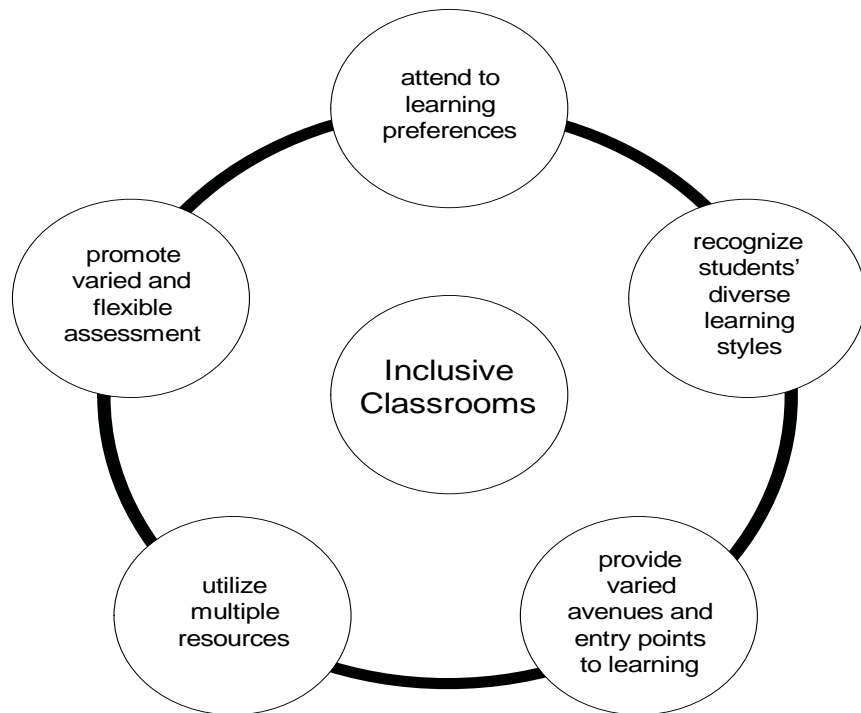 attend to
learning
preferences
recognize
students’
diverse
learning
styles
provide
varied
avenues and
entry points
to learning
utilize
multiple
resources
promote
varied and
flexible
assessment
Inclusive
Classrooms